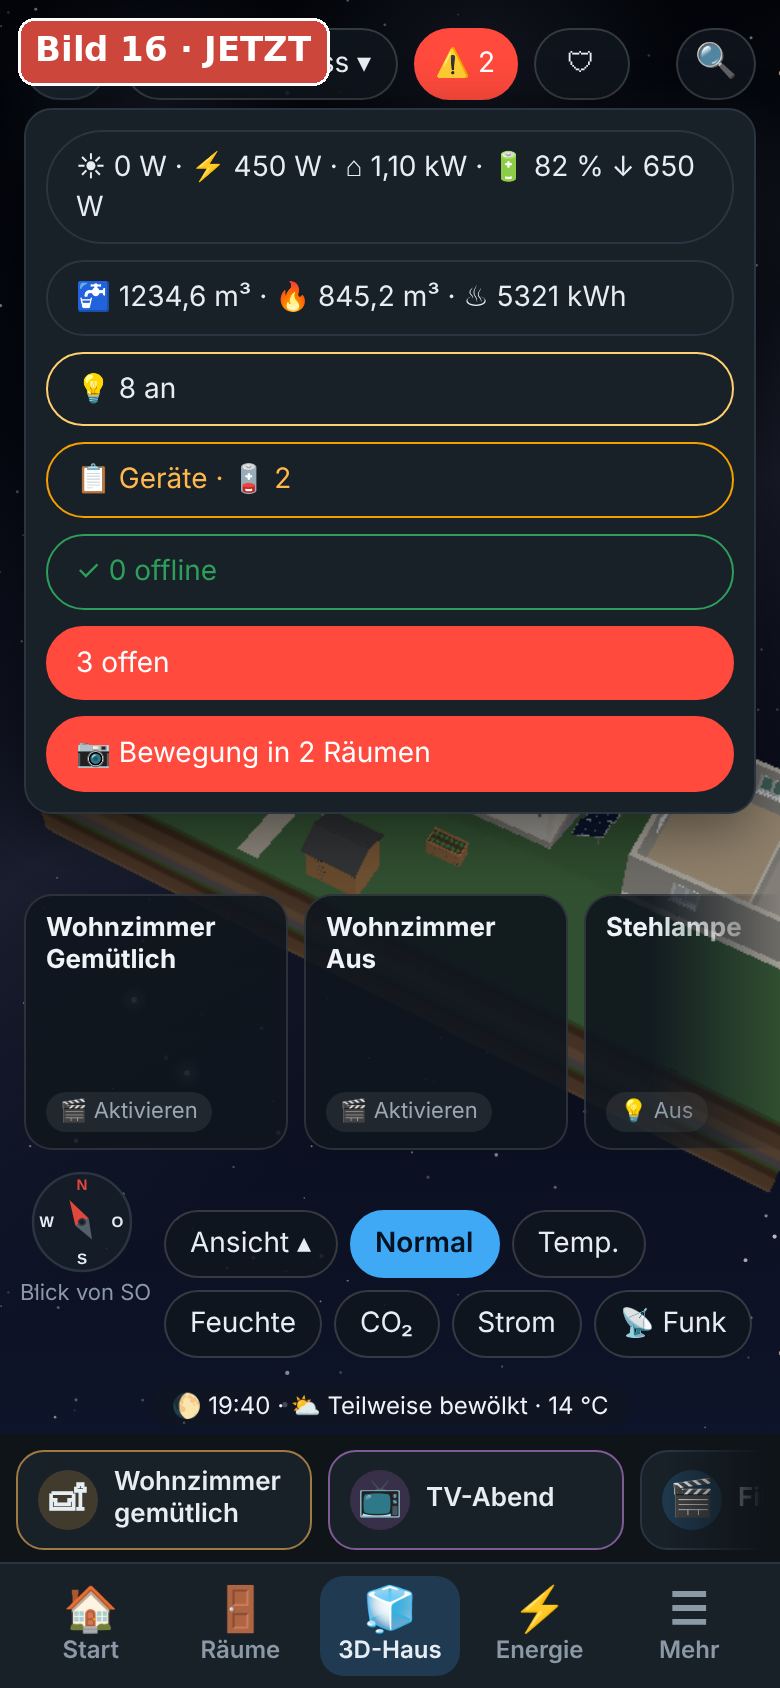 Bild 16 · JETZT
ss ▾
⚠️ 2
☀ 0 W · ⚡ 450 W · ⌂ 1,10 kW · 🔋 82 % ↓ 650
W
🚰 1234,6 m³ · 🔥 845,2 m³ · ♨ 5321 kWh
💡 8 an
📋 Geräte · 🪫 2
✓ 0 offline
3 offen
📷 Bewegung in 2 Räumen
Wohnzimmer
Gemütlich
🎬 Aktivieren
Wohnzimmer
Aus
🎬 Aktivieren
Stehlampe
💡 Aus
N
W O
S
Blick von SO
Ansicht ▴
Normal
Temp.
Feuchte
CO₂
Strom
📡 Funk
🌔 19:40 · ⛅ Teilweise bewölkt · 14 °C
Wohnzimmer
gemütlich
TV-Abend
Start
Räume
3D-Haus
Energie
Mehr